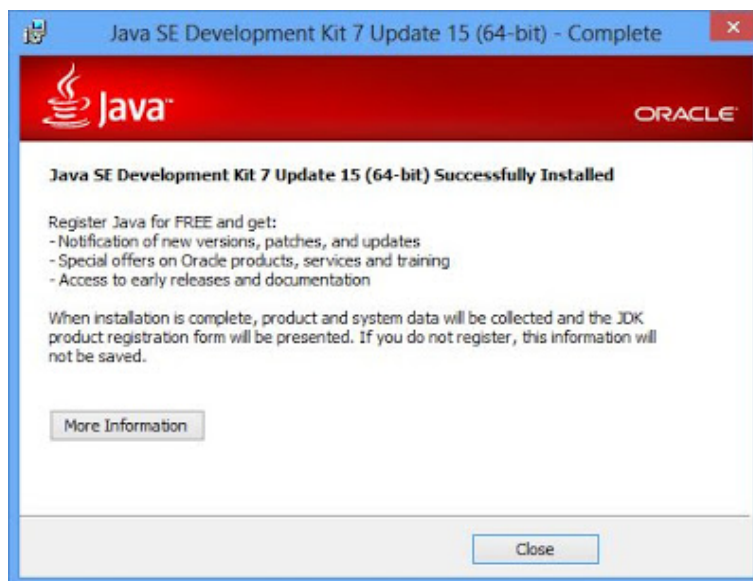 Java SE Development Kit 7 Update 15 (64-bit) - Complete
Java™
ORACLE
Java SE Development Kit 7 Update 15 (64-bit) Successfully Installed
Register Java for FREE and get:
- Notification of new versions, patches, and updates
- Special offers on Oracle products, services and training
- Access to early releases and documentation
When installation is complete, product and system data will be collected and the JDK
product registration form will be presented. If you do not register, this information will
not be saved.
More Information
Close